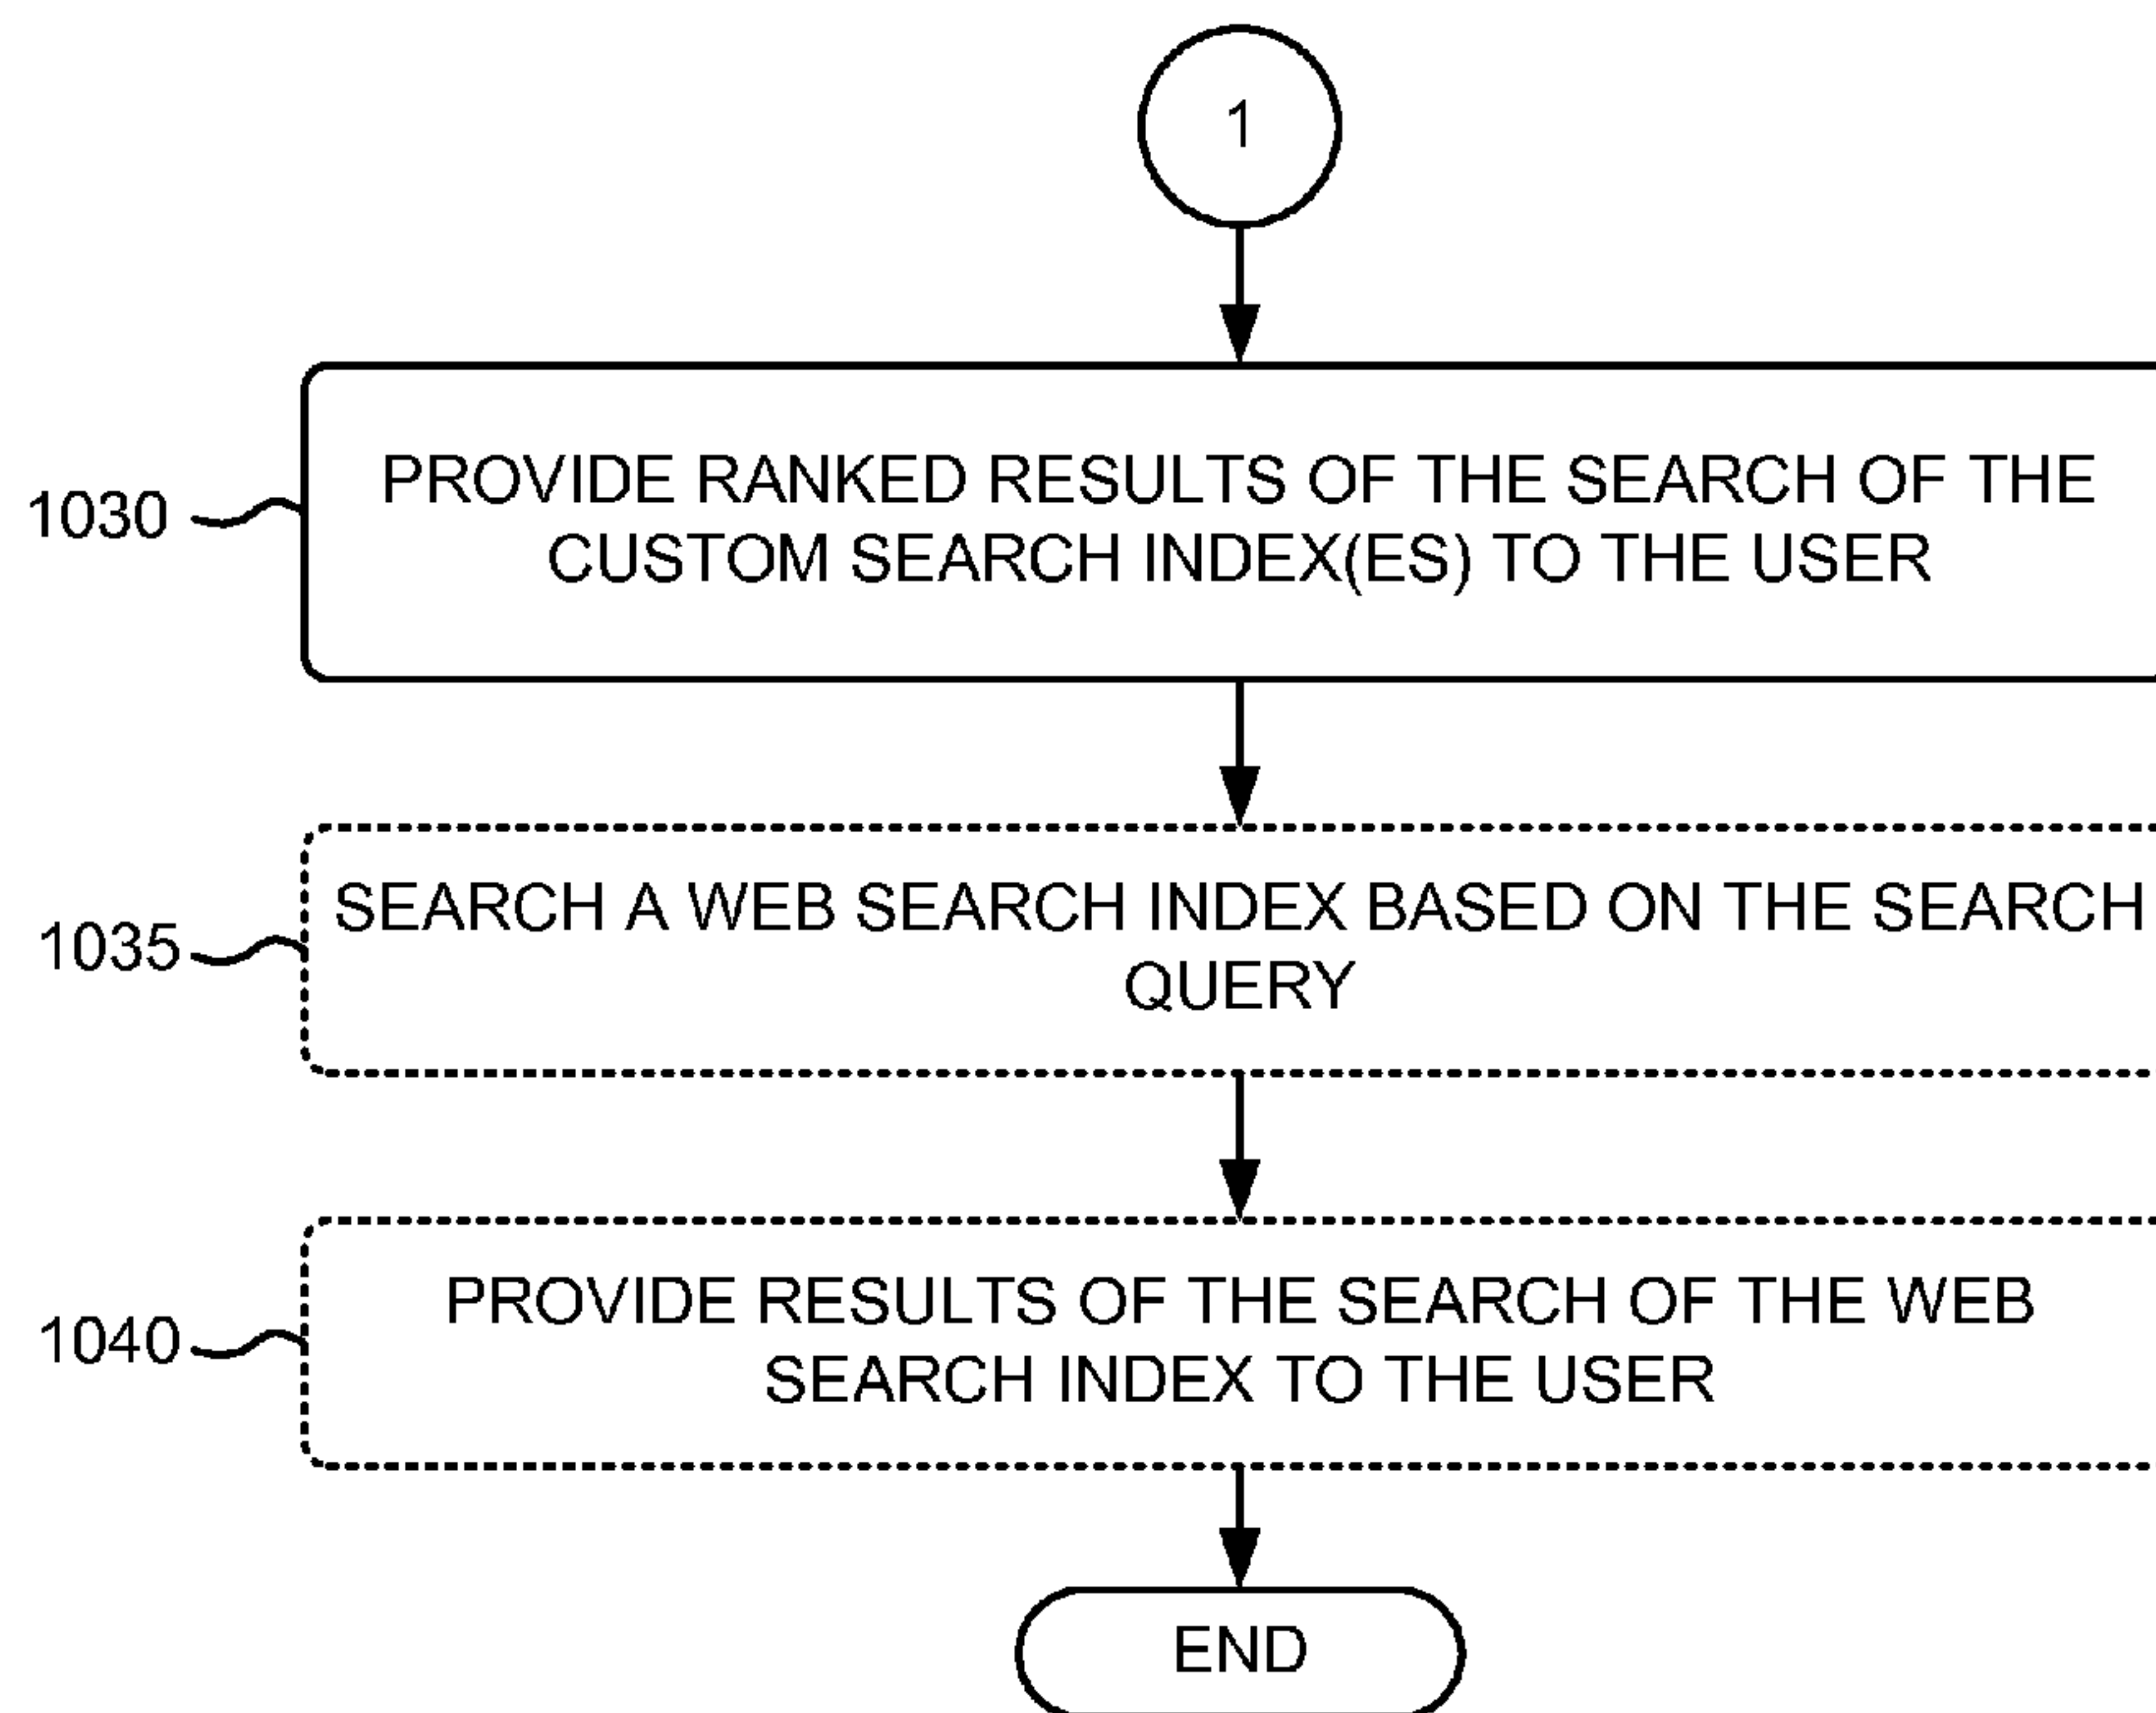 1
1030
PROVIDE RANKED RESULTS OF THE SEARCH OF THE
CUSTOM SEARCH INDEX(ES) TO THE USER
1035
SEARCH A WEB SEARCH INDEX BASED ON THE SEARCH
QUERY
1040
PROVIDE RESULTS OF THE SEARCH OF THE WEB
SEARCH INDEX TO THE USER
END